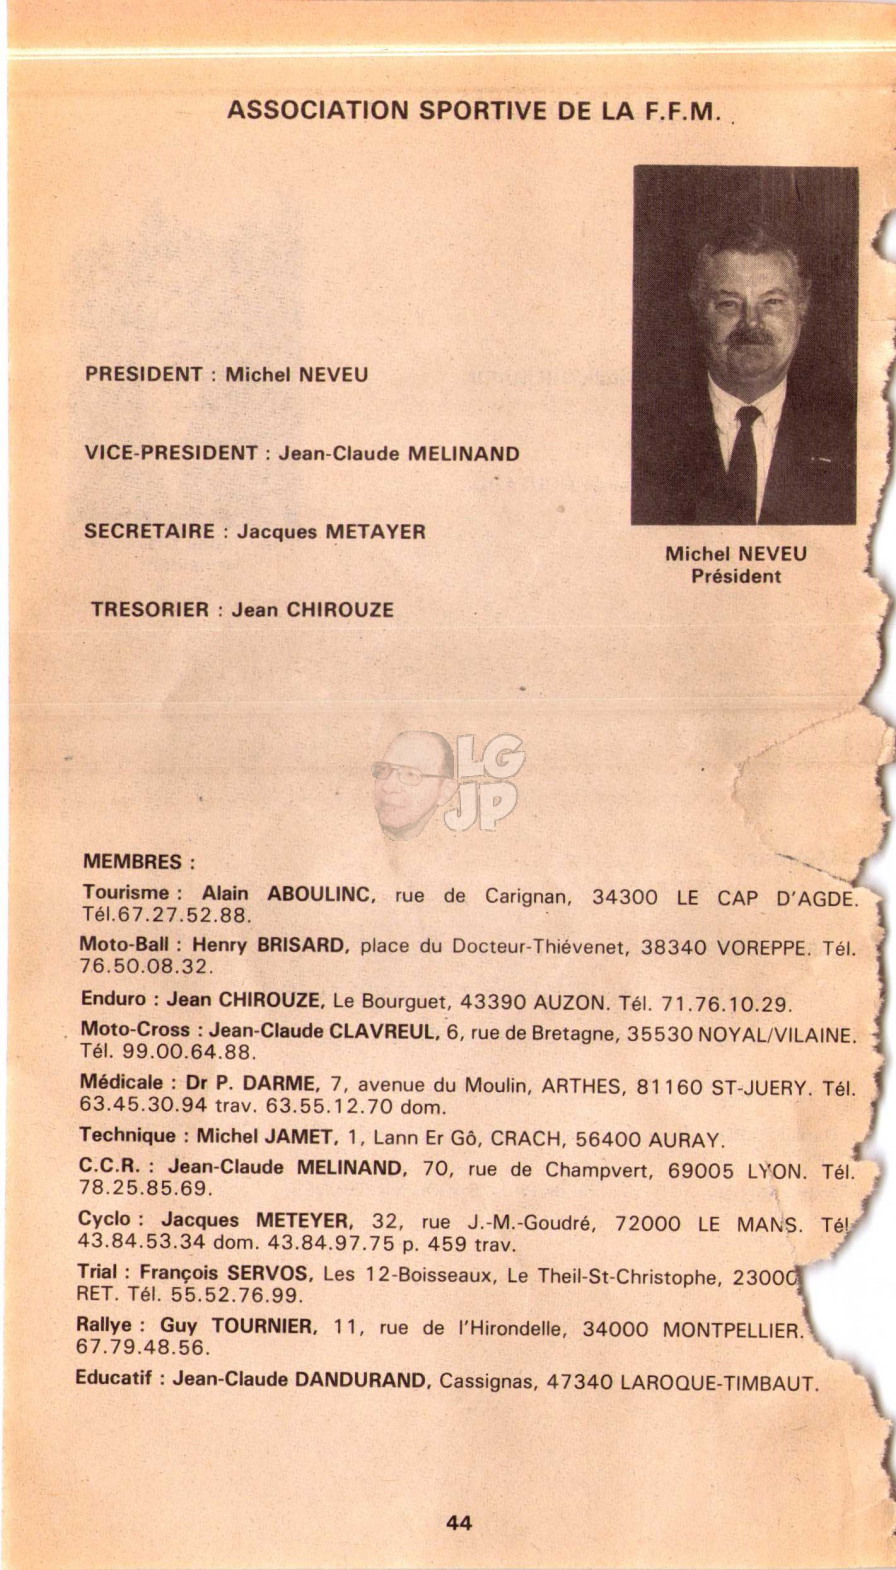 ASSOCIATION SPORTIVE DE LA F.F.M.
PRESIDENT : Michel NEVEU
VICE-PRESIDENT : Jean-Claude MELINAND
SECRETAIRE : Jacques METAYER
Michel NEVEU
Président
TRESORIER : Jean CHIROUZE
LG
JP
MEMBRES :
Tourisme : Alain ABOULINC, rue de Carignan, 34300 LE CAP D'AGDE.
Tél.67.27.52.88.
Moto-Ball : Henry BRISARD, place du Docteur-Thiévenet, 38340 VOREPPE. Tél.
76.50.08.32.
Enduro : Jean CHIROUZE, Le Bourguet, 43390 AUZON. Tél. 71.76.10.29.
Moto-Cross : Jean-Claude CLAVREUL, 6, rue de Bretagne, 35530 NOYAL/VILAINE.
Tél. 99.00.64.88.
Médicale : Dr P. DARME, 7, avenue du Moulin, ARTHES, 81160 ST-JUERY. Tél.
63.45.30.94 trav. 63.55.12.70 dom.
Technique : Michel JAMET, 1, Lann Er Gô, CRACH, 56400 AURAY.
C.C.R. : Jean-Claude MELINAND, 70, rue de Champvert, 69005 LYON. Tél.
78.25.85.69.
Cyclo : Jacques METEYER, 32, rue J.-M.-Goudré, 72000 LE MANS. Tél
43.84.53.34 dom. 43.84.97.75 p. 459 trav.
Trial : François SERVOS, Les 12-Boisseaux, Le Theil-St-Christophe, 23000
RET. Tél. 55.52.76.99.
Rallye : Guy TOURNIER, 11, rue de l'Hirondelle, 34000 MONTPELLIER.
67.79.48.56.
Educatif : Jean-Claude DANDURAND, Cassignas, 47340 LAROQUE-TIMBAUT.
44